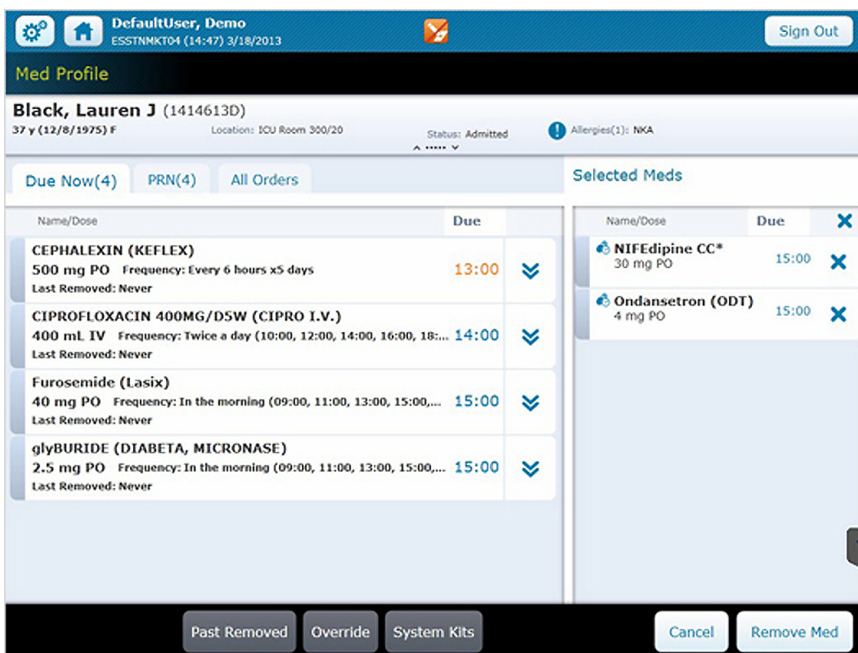 DefaultUser, Demo
ESSTNMKT04 (14:47) 3/18/2013
Sign Out
Med Profile
Black, Lauren J (1414613D)
37 y (12/8/1975) F Location: ICU Room 300/20 Status: Admitted Allergies(1): NKA
Due Now(4) PRN(4) All Orders
Name/Dose Due
CEPHALEXIN (KEFLEX)
500 mg PO Frequency: Every 6 hours x5 days 13:00
Last Removed: Never
CIPROFLOXACIN 400MG/D5W (CIPRO I.V.)
400 mL IV Frequency: Twice a day (10:00, 12:00, 14:00, 16:00, 18:... 14:00
Last Removed: Never
Furosemide (Lasix)
40 mg PO Frequency: In the morning (09:00, 11:00, 13:00, 15:00,... 15:00
Last Removed: Never
glyBURIDE (DIABETA, MICRONASE)
2.5 mg PO Frequency: In the morning (09:00, 11:00, 13:00, 15:00,... 15:00
Last Removed: Never
Selected Meds
Name/Dose Due
NIFEdipine CC*
30 mg PO 15:00
Ondansetron (ODT)
4 mg PO 15:00
Past Removed Override System Kits Cancel Remove Med